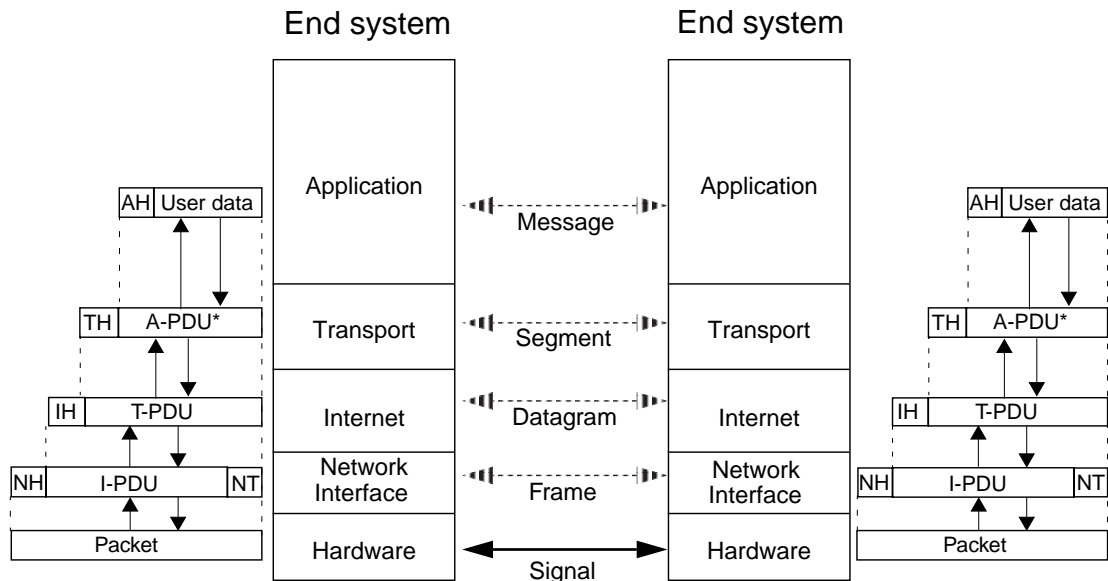 End system
End system
Application
Application
AH User data
AH User data
Message
TH A-PDU*
Transport
Segment
Transport
TH A-PDU*
IH T-PDU
Internet
Datagram
Internet
IH T-PDU
NH I-PDU NT
Network
Interface
Frame
Network
Interface
NH I-PDU NT
Packet
Hardware
Signal
Hardware
Packet